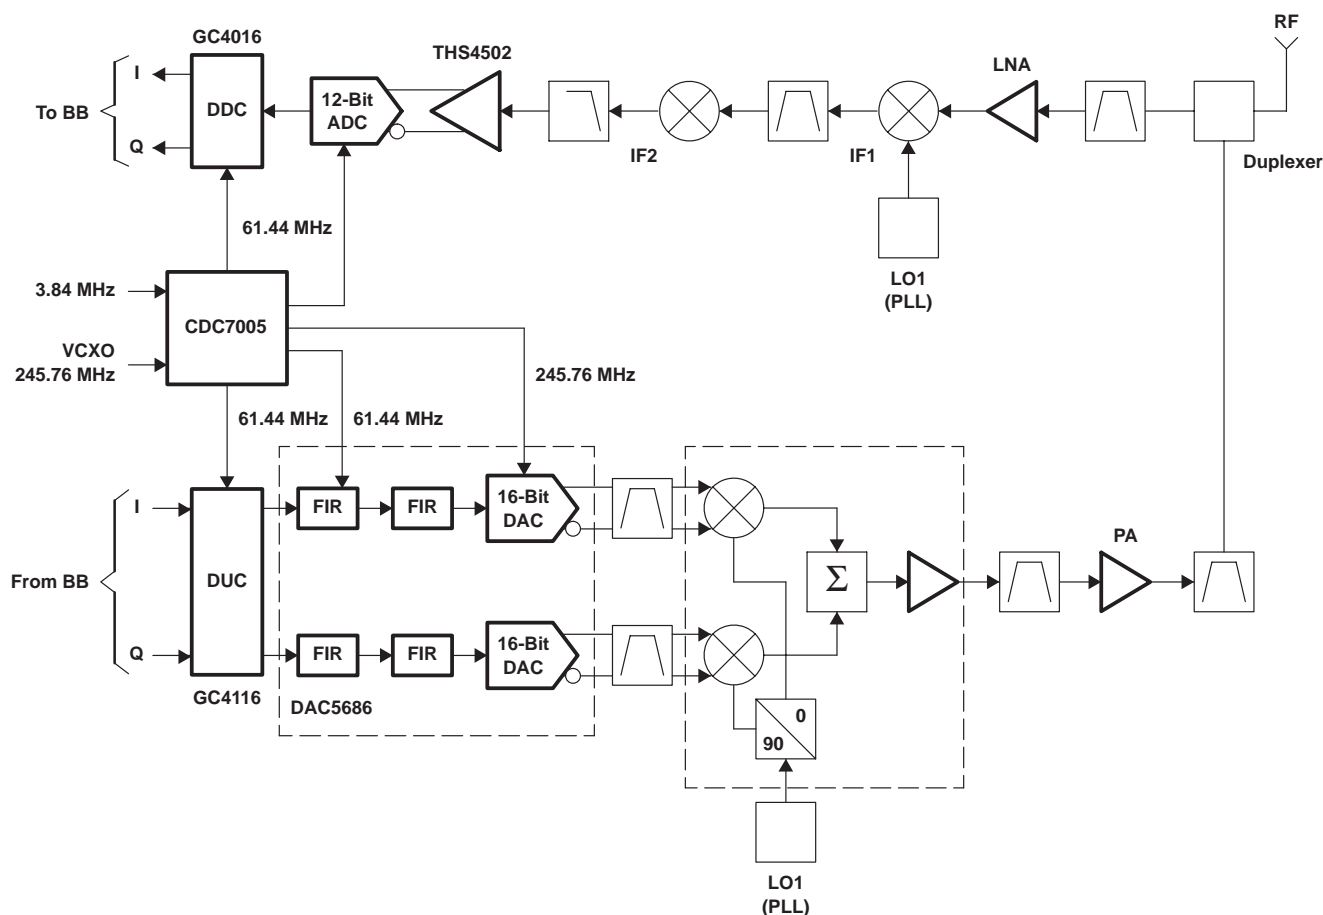 RF
GC4016
THS4502
LNA
I
To BB
DDC
12-Bit
ADC
Q
IF2
IF1
Duplexer
61.44 MHz
LO1
(PLL)
3.84 MHz
CDC7005
VCXO
245.76 MHz
245.76 MHz
61.44 MHz
61.44 MHz
I
FIR
FIR
16-Bit
DAC
PA
From BB
DUC
Σ
Q
FIR
FIR
16-Bit
DAC
GC4116
DAC5686
0
90
LO1
(PLL)